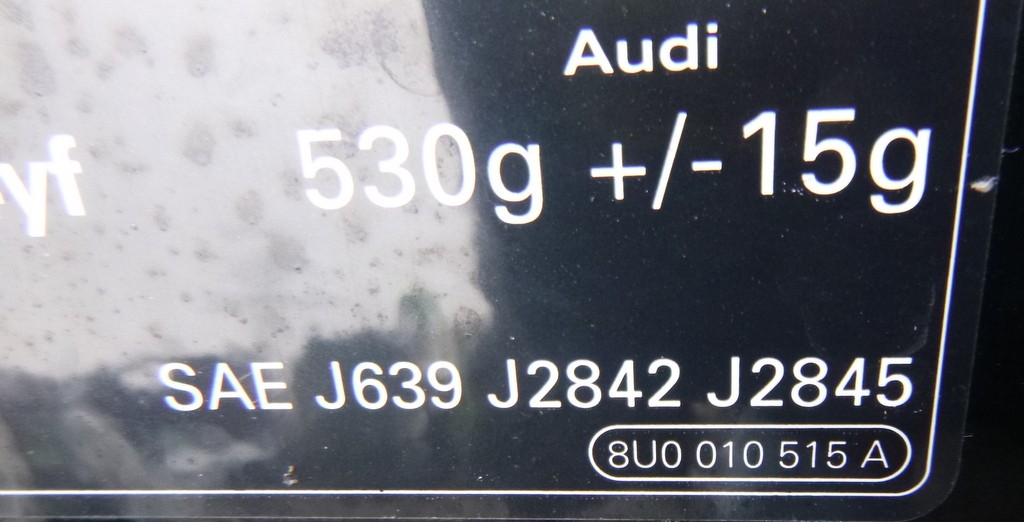 Audi
yf 530g +/-15g
SAE J639 J2842 J2845
8U0 010 515 A